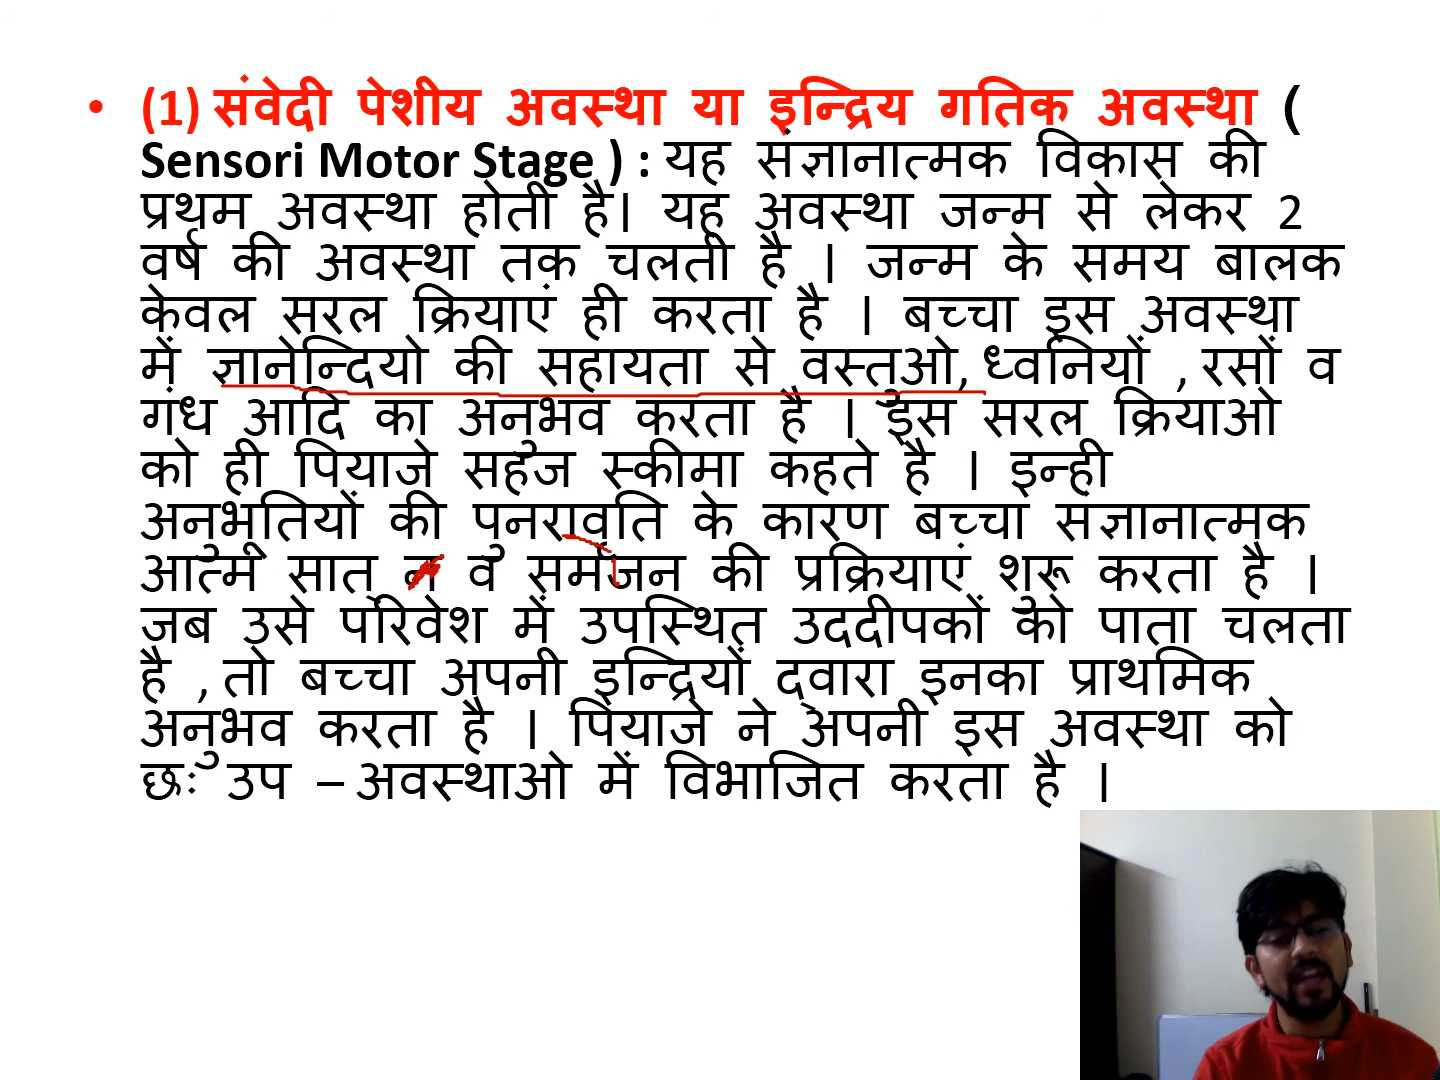 • (1) संवेदी पेशीय अवस्था या इन्द्रिय गतिक अवस्था (
Sensori Motor Stage ) : यह संज्ञानात्मक विकास की
प्रथम अवस्था होती है। यह अवस्था जन्म से लेकर 2
वर्ष की अवस्था तक चलती है । जन्म के समय बालक
केवल सरल क्रियाएं ही करता है । बच्चा इस अवस्था
में ज्ञानेन्दियो की सहायता से वस्तुओ, ध्वनियों , रसों व
गंध आदि का अनुभव करता है । इस सरल क्रियाओ
को ही पियाजे सहज स्कीमा कहते है । इन्ही
अनुभूतियों की पुनरावृति के कारण बच्चा संज्ञानात्मक
आत्म सात् न व समंजन की प्रक्रियाएं शुरू करता है ।
जब उसे परिवेश में उपस्थित उददीपकों को पाता चलता
है , तो बच्चा अपनी इन्द्रियों द्वारा इनका प्राथमिक
अनुभव करता है । पियाजे ने अपनी इस अवस्था को
छः उप – अवस्थाओ में विभाजित करता है ।